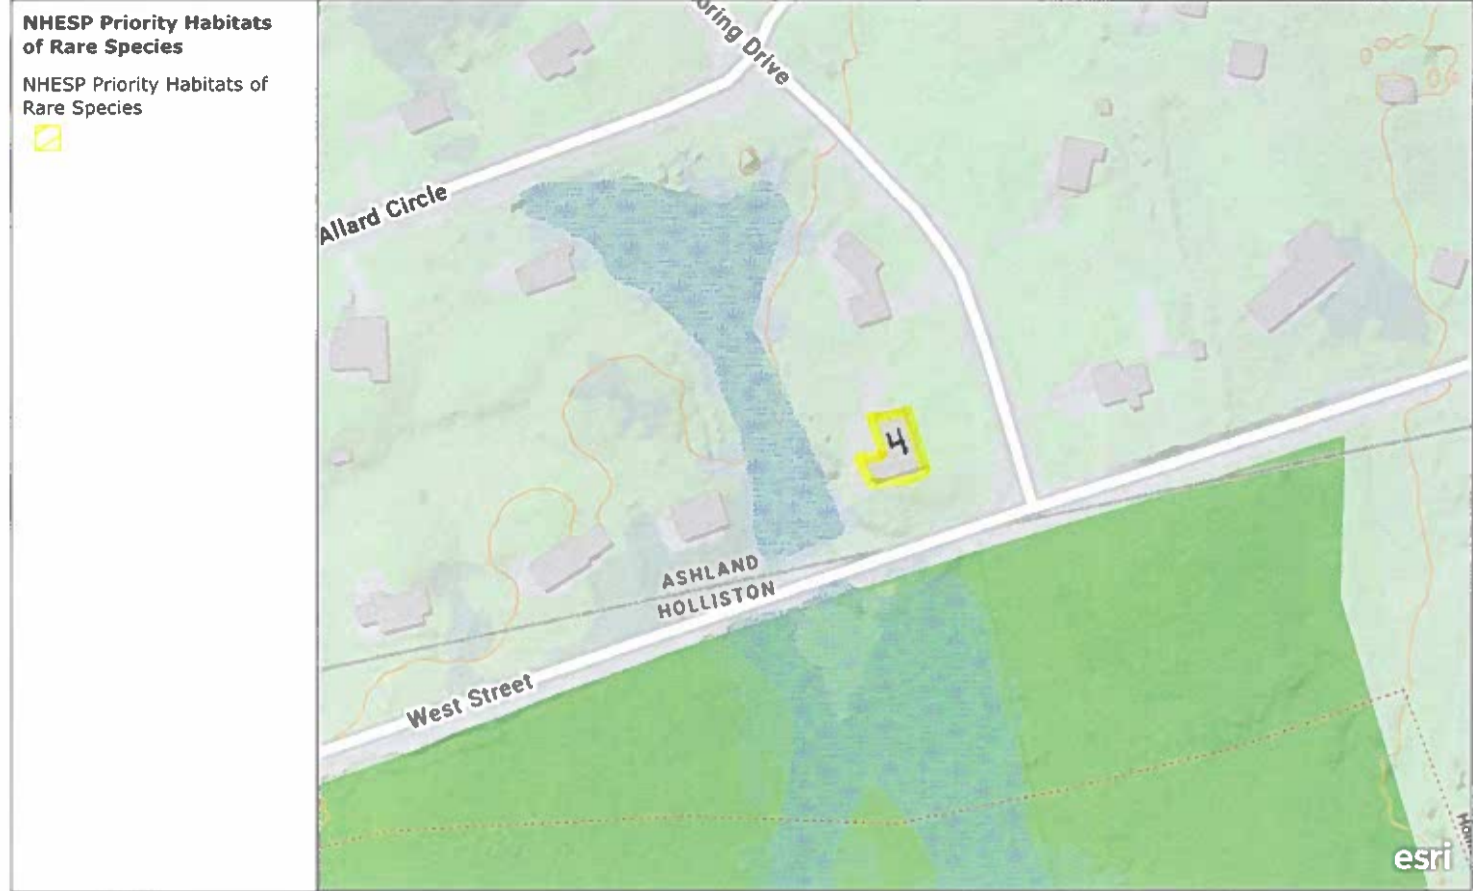 NHESP Priority Habitats
of Rare Species
NHESP Priority Habitats of
Rare Species
oring Drive
Allard Circle
4
ASHLAND
HOLLISTON
West Street
esri